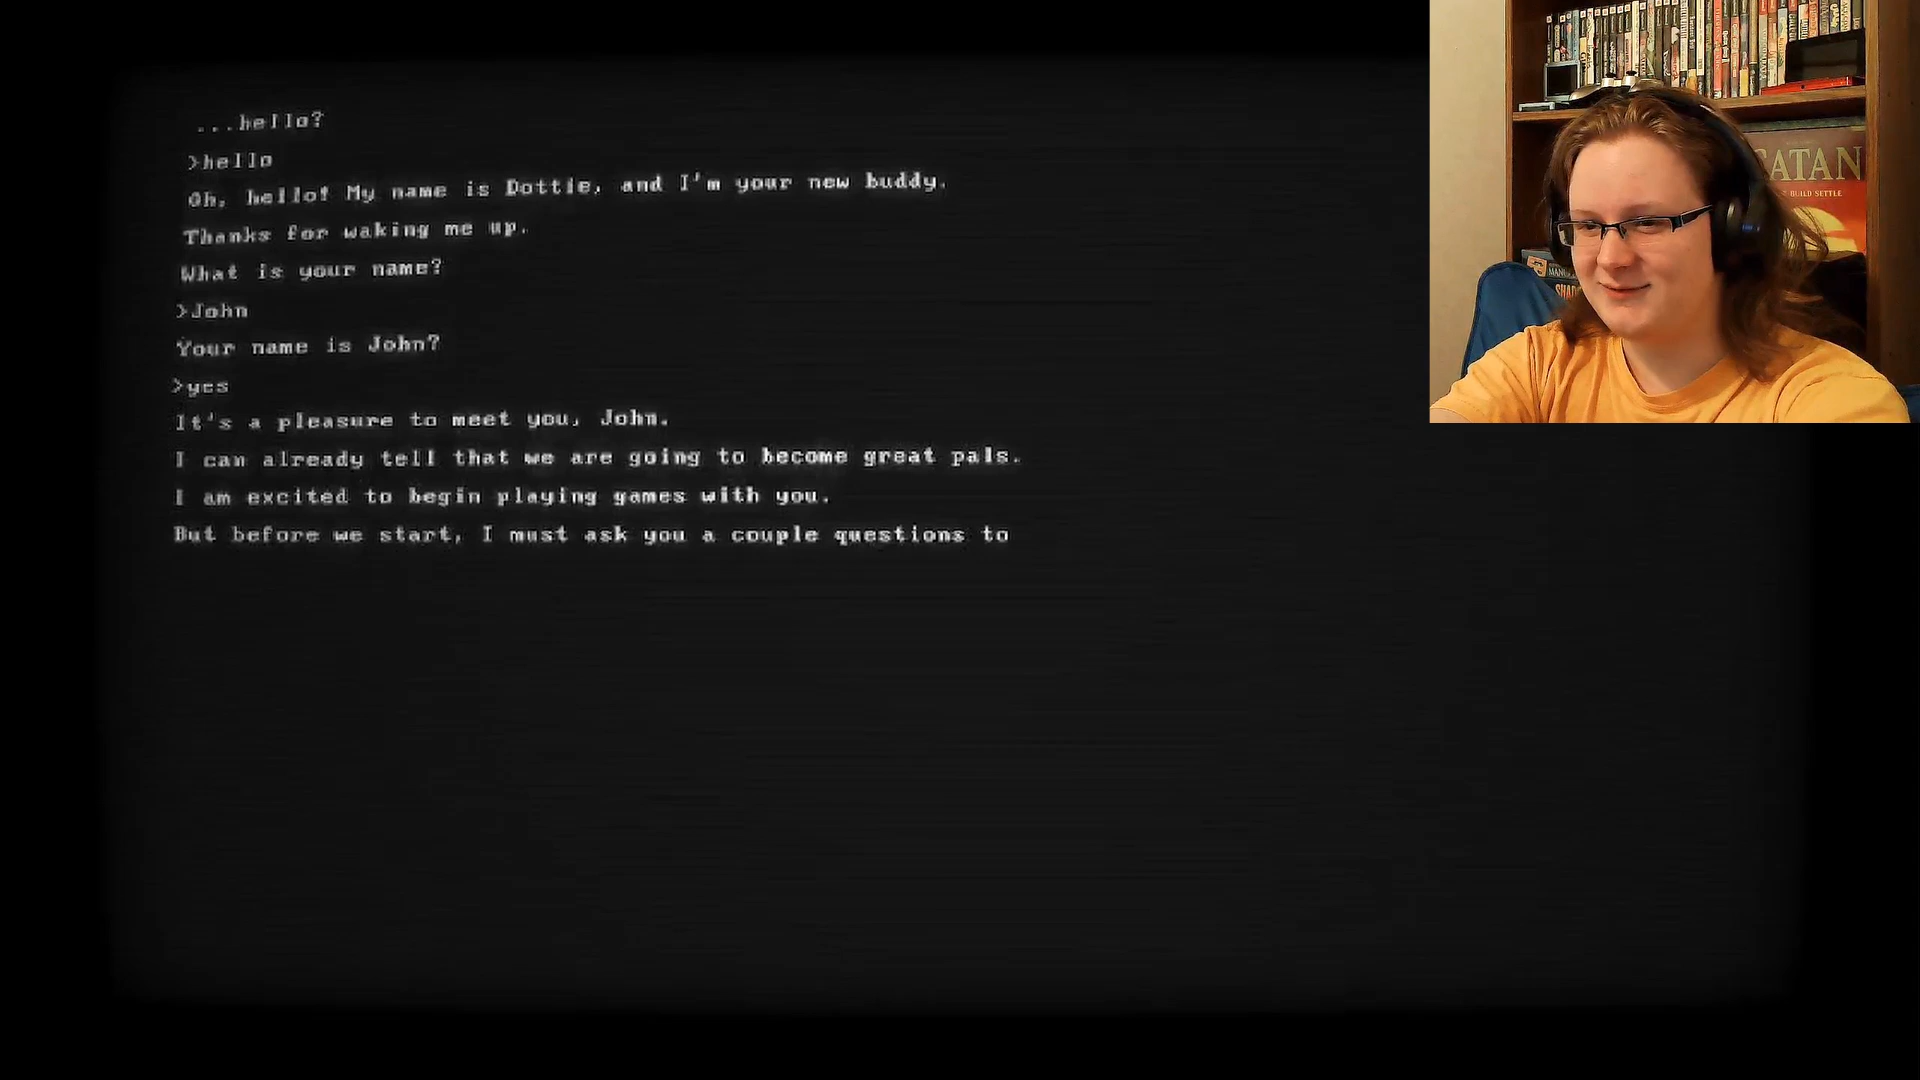 ...hello?
>hello
Oh, hello! My name is Dottie, and I'm your new buddy.
Thanks for waking me up.
What is your name?
>John
Your name is John?
>yes
It's a pleasure to meet you, John.
I can already tell that we are going to become great pals.
I am excited to begin playing games with you.
But before we start, I must ask you a couple questions to
CATAN
BUILD SETTLE